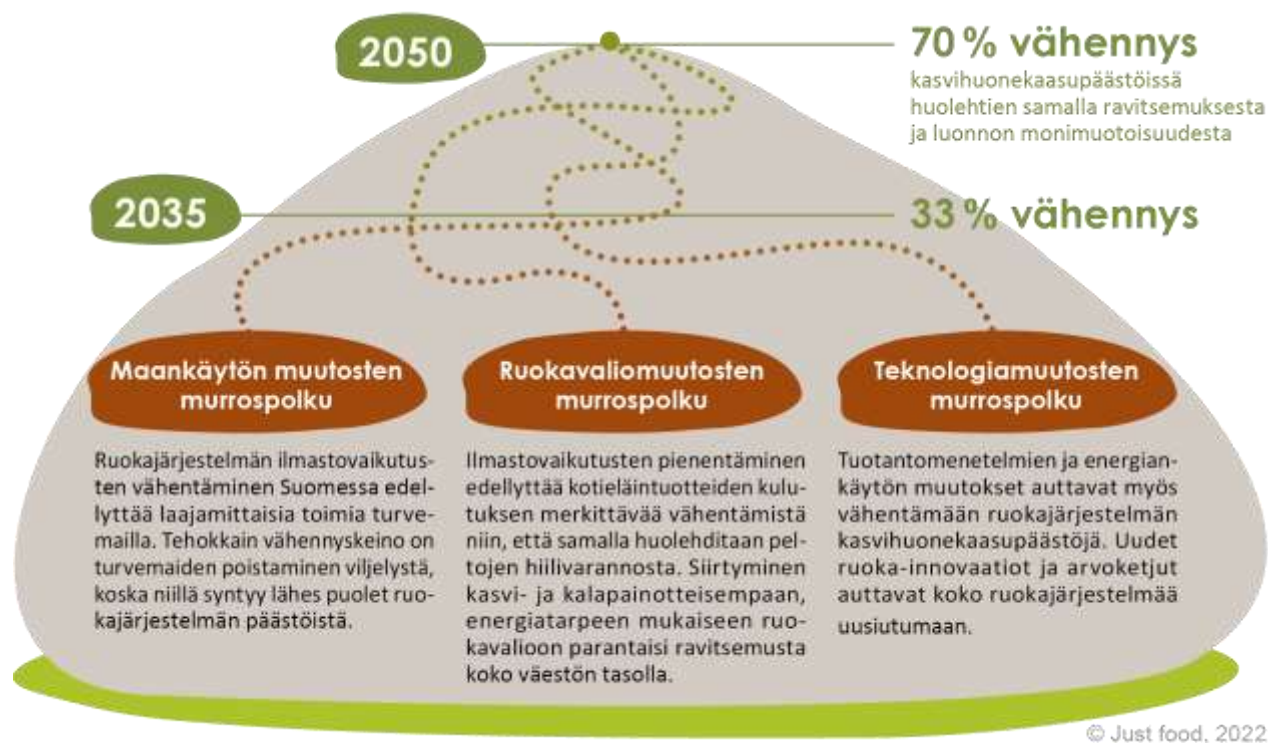 2050
70 % vähennys
kasvihuonekaasupäästöissä
huolehtien samalla ravitsemuksesta
ja luonnon monimuotoisuudesta
2035
33 % vähennys
Maankäytön muutosten
murrospolku
Ruokajärjestelmän ilmastovaikutus-
ten vähentäminen Suomessa edel-
lyttää laajamittaisia toimia turve-
mailla. Tehokkain vähennyskeino on
turvemaiden poistaminen viljelystä,
koska niillä syntyy lähes puolet ruo-
kajärjestelmän päästöistä.
Ruokavaliomuutosten
murrospolku
Ilmastovaikutusten pienentäminen
edellyttää kotieläintuotteiden kulu-
tuksen merkittävää vähentämistä
niin, että samalla huolehditaan pel-
tojen hiilivarannosta. Siirtyminen
kasvi- ja kalapainotteisempaan,
energiatarpeen mukaiseen ruo-
kavalioon parantaisi ravitsemusta
koko väestön tasolla.
Teknologiamuutosten
murrospolku
Tuotantomenetelmien ja energian-
käytön muutokset auttavat myös
vähentämään ruokajärjestelmän
kasvihuonekaasupäästöjä. Uudet
ruoka-innovaatiot ja arvoketjut
auttavat koko ruokajärjestelmää
uusiutumaan.
© Just food, 2022